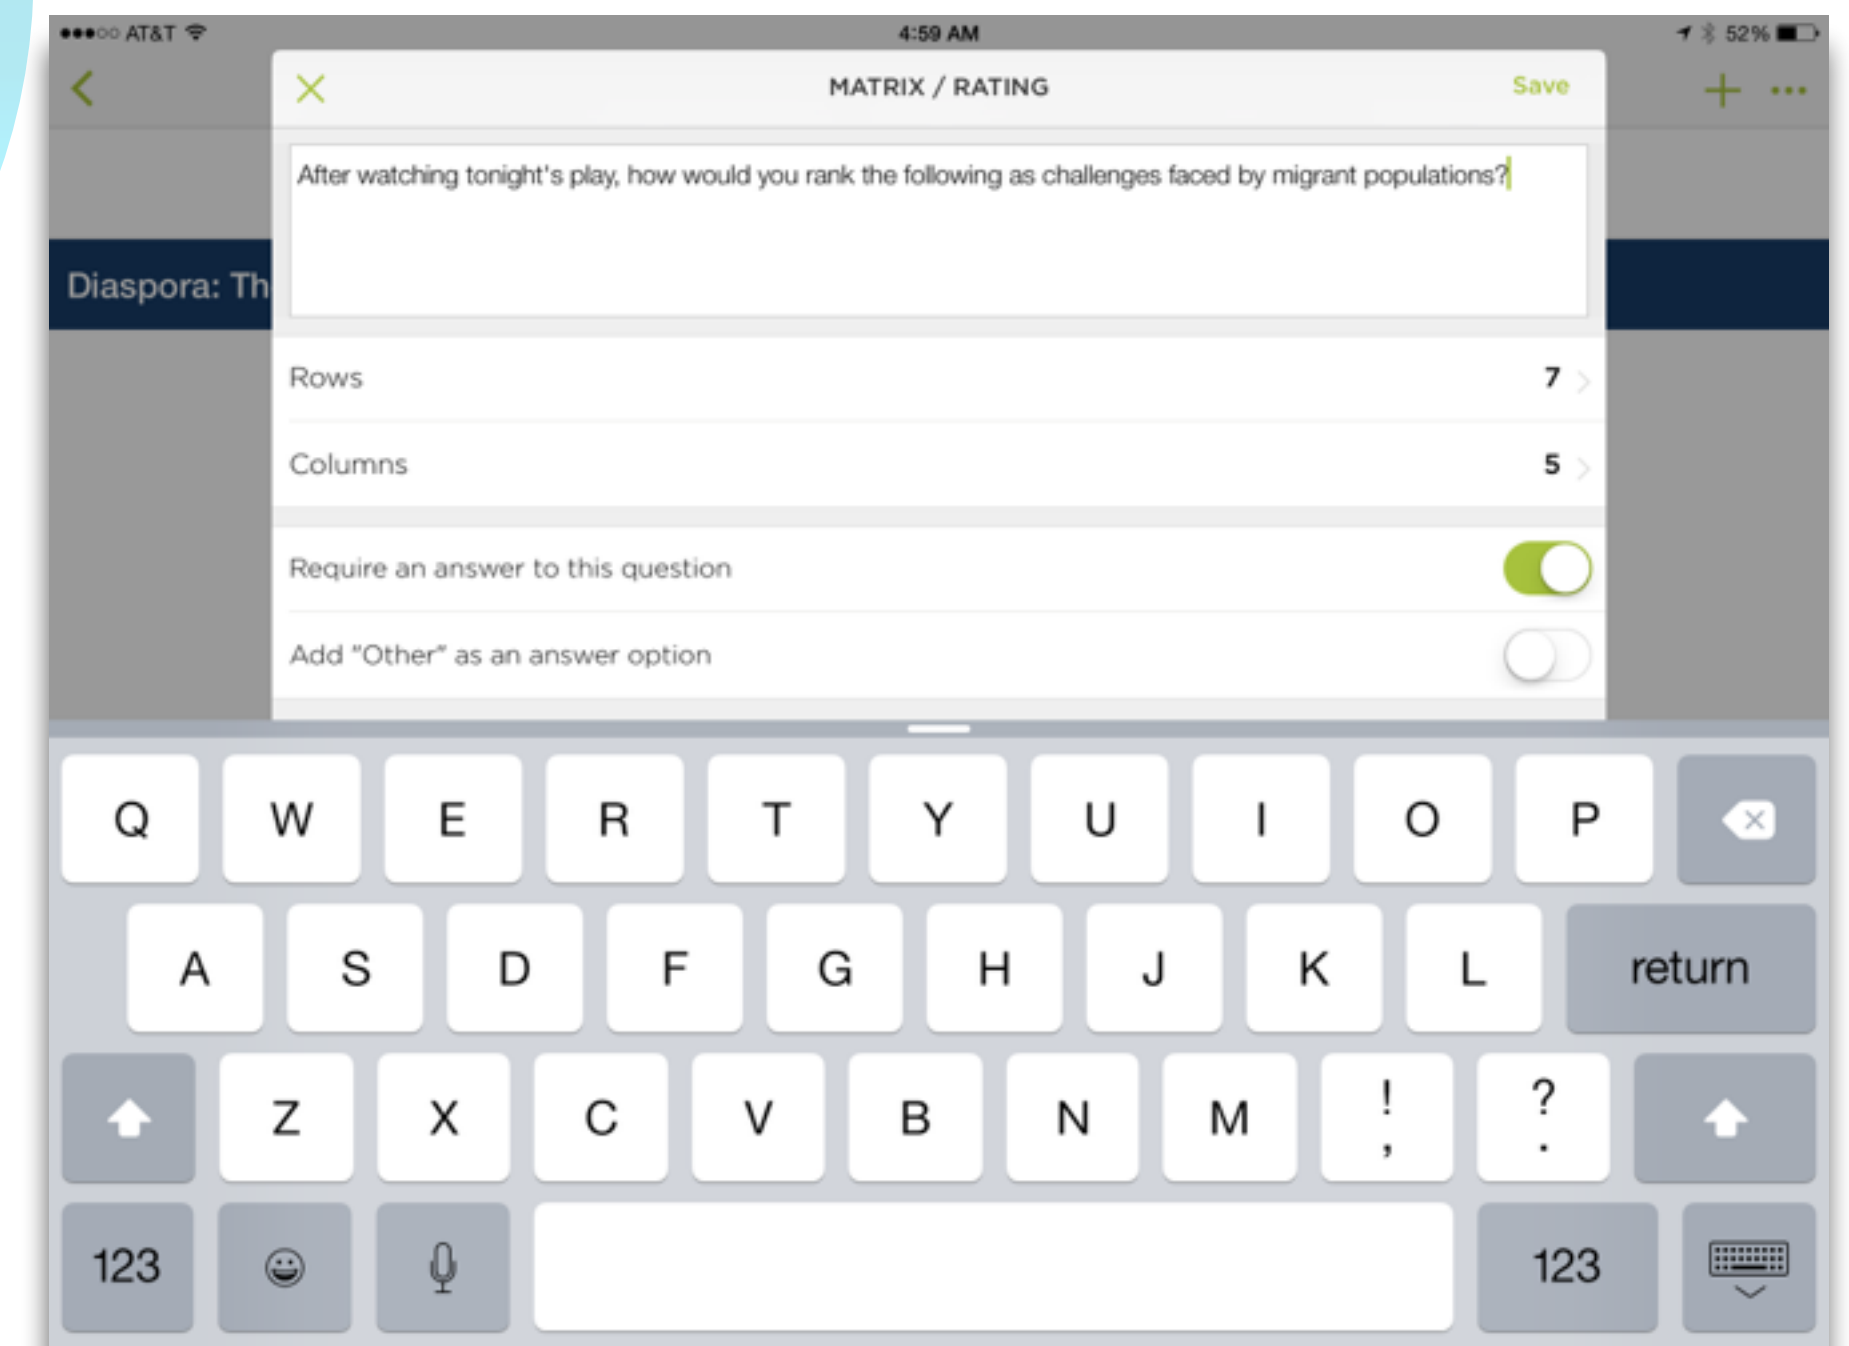 AT&T 4:59 AM 52%
MATRIX / RATING Save
After watching tonight's play, how would you rank the following as challenges faced by migrant populations?
Diaspora: Th
Rows 7
Columns 5
Require an answer to this question
Add "Other" as an answer option
Q W E R T Y U I O P
A S D F G H J K L return
Z X C V B N M ! , ? .
123 123